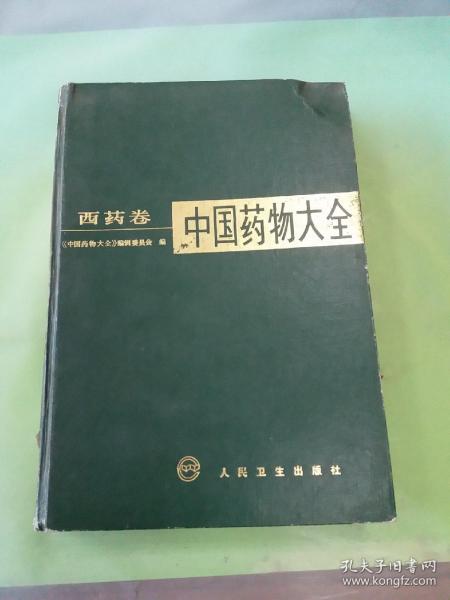 西药卷
中国药物大全
《中国药物大全》编辑委员会 编
人民卫生出版社
孔夫子旧书网
www.kongfz.com